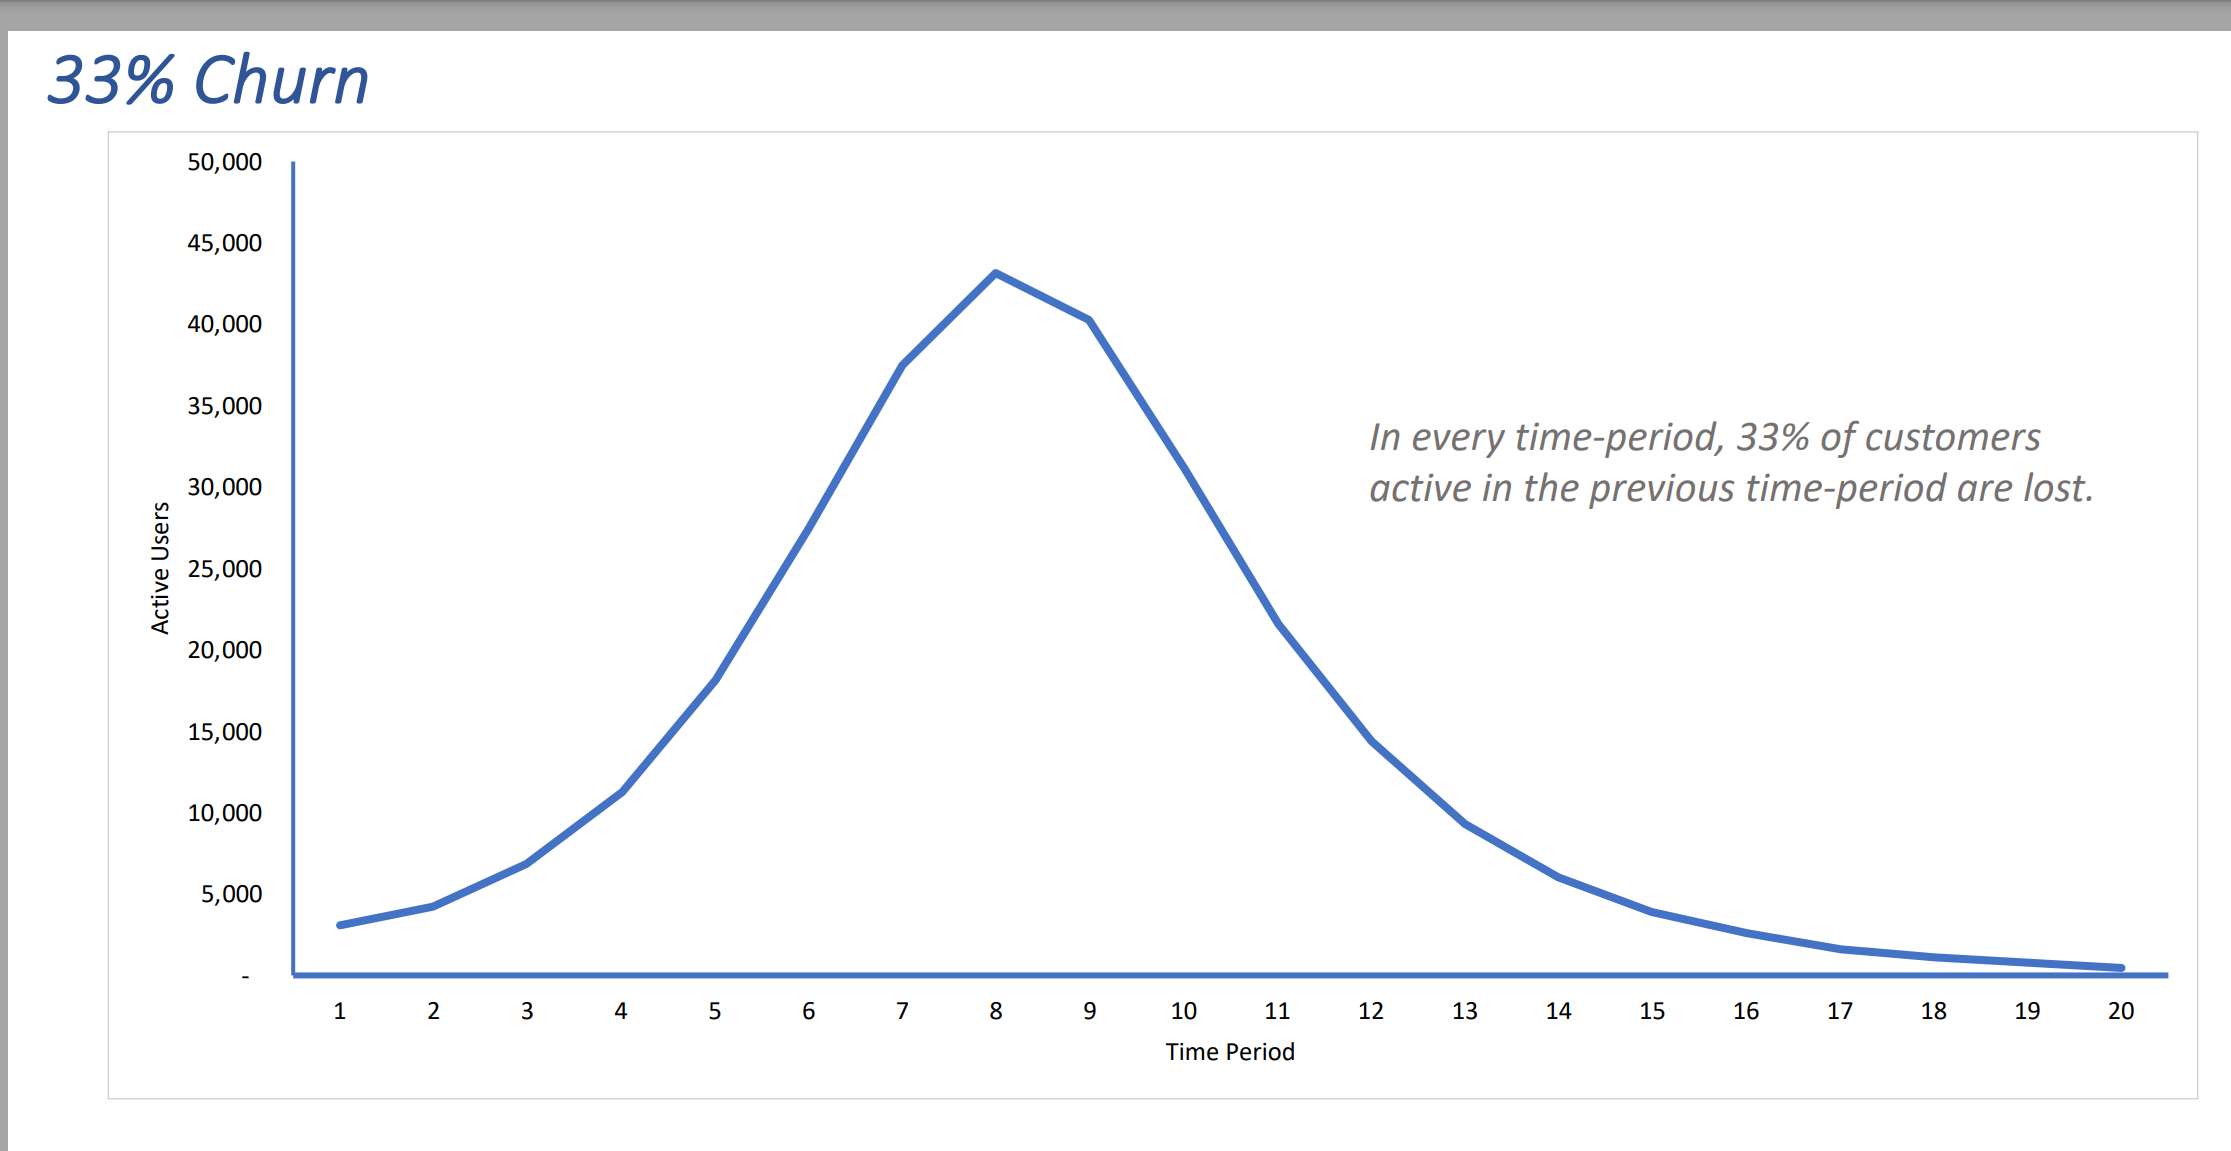 33% Churn
50,000
45,000
40,000
35,000
30,000
25,000
20,000
15,000
10,000
5,000
-
Active Users
In every time-period, 33% of customers
active in the previous time-period are lost.
1 2 3 4 5 6 7 8 9 10 11 12 13 14 15 16 17 18 19 20
Time Period